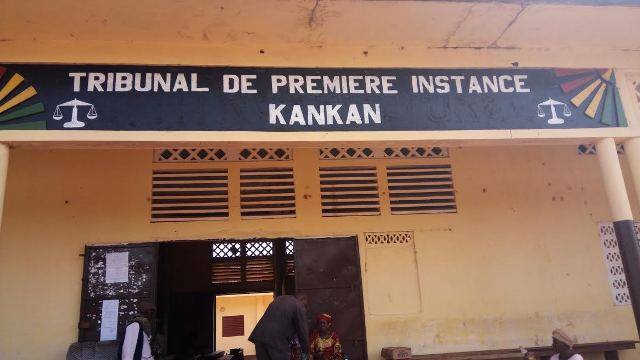 TRIBUNAL DE PREMIERE INSTANCE
KANKAN